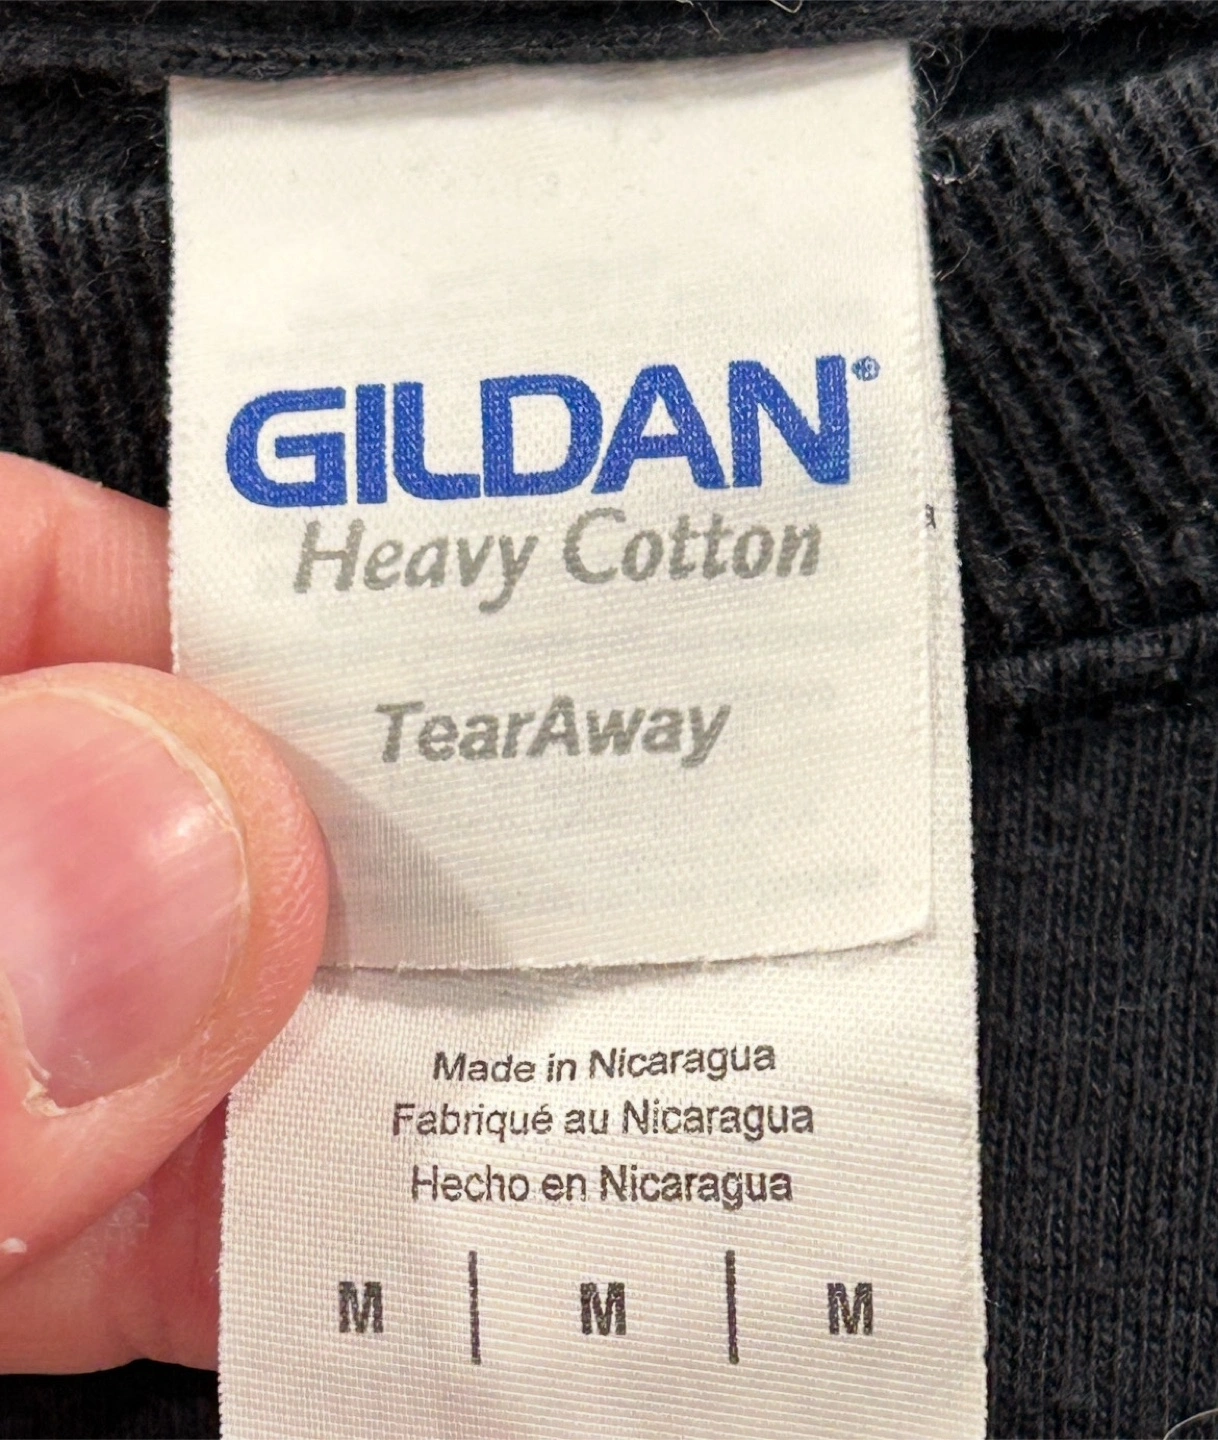 GILDAN®
Heavy Cotton
TearAway
Made in Nicaragua
Fabriqué au Nicaragua
Hecho en Nicaragua
M | M | M